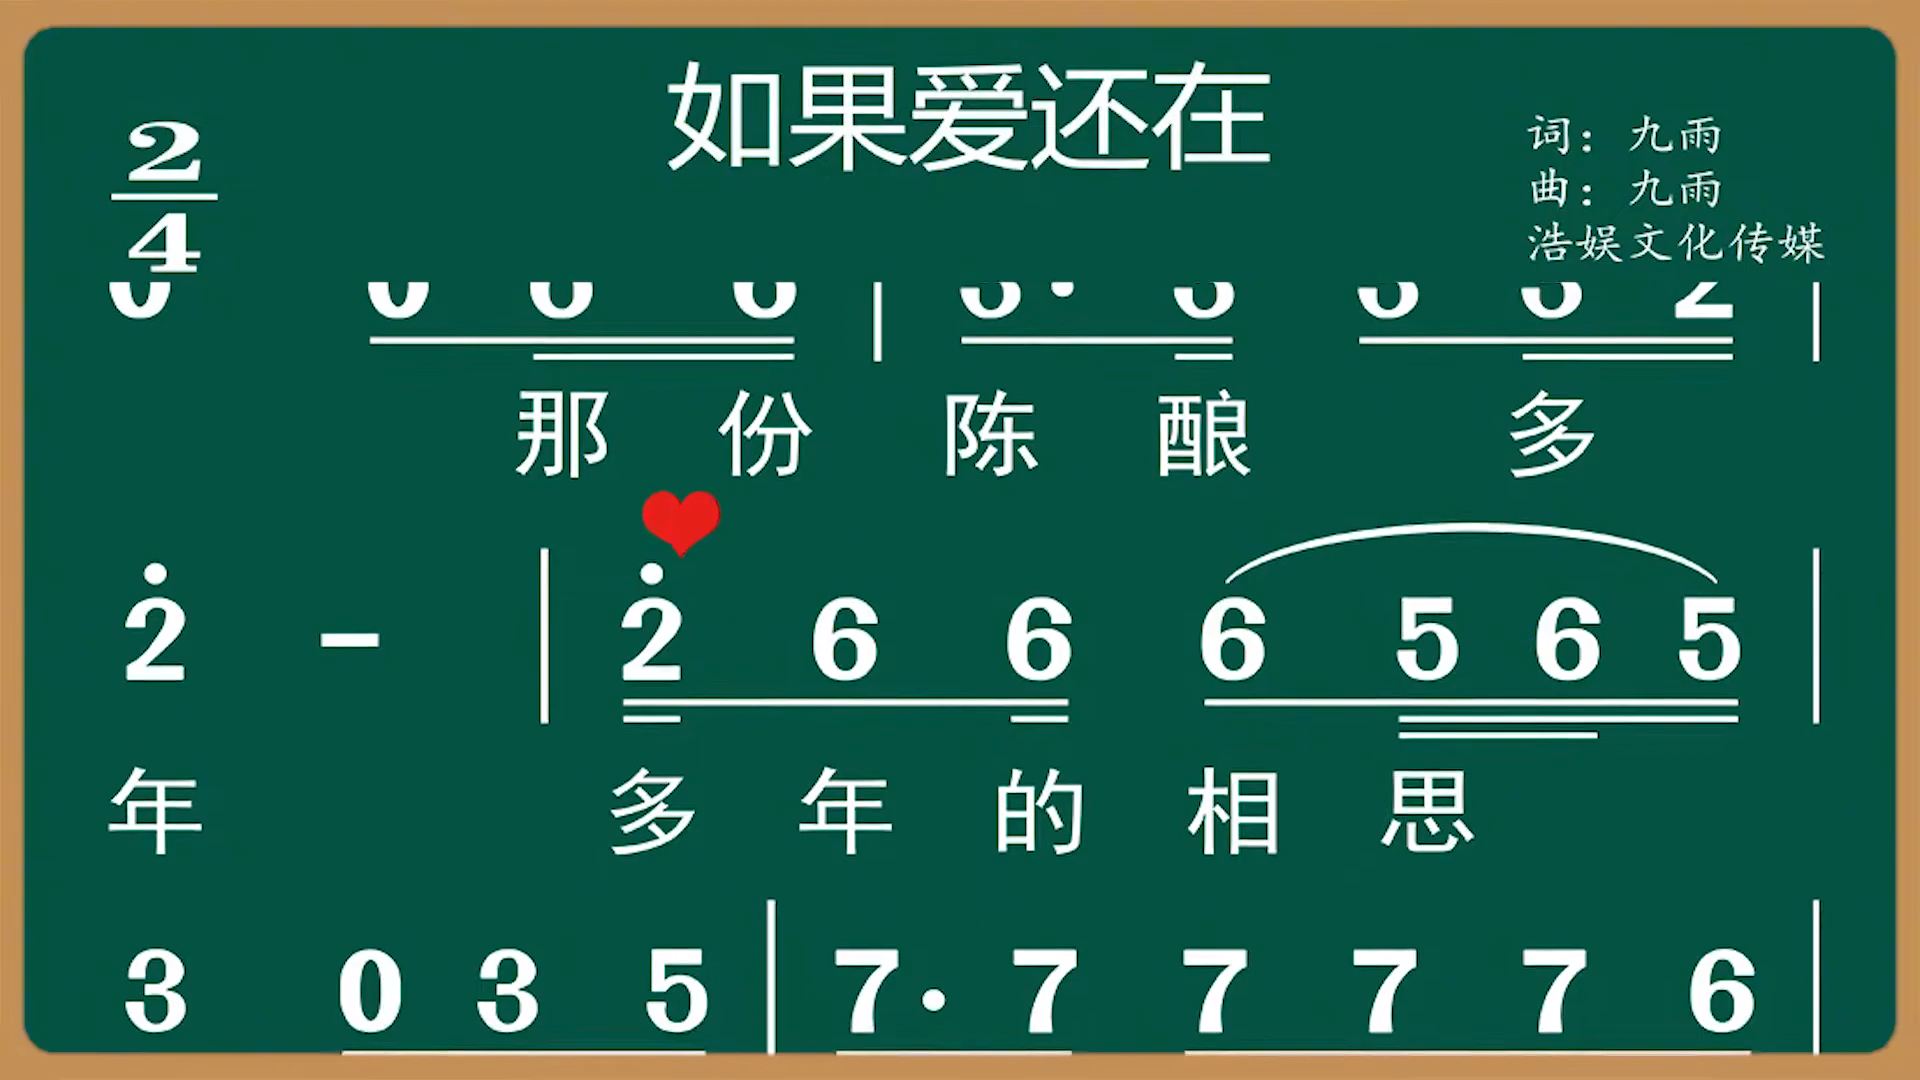 如果爱还在
2
4
词：九雨
曲：九雨
浩娱文化传媒
那 份 陈 酿 多
2 - | 2 6 6 6 5 6 5 |
年 多 年 的 相 思
3 0 3 5 | 7· 7 7 7 7 6 |